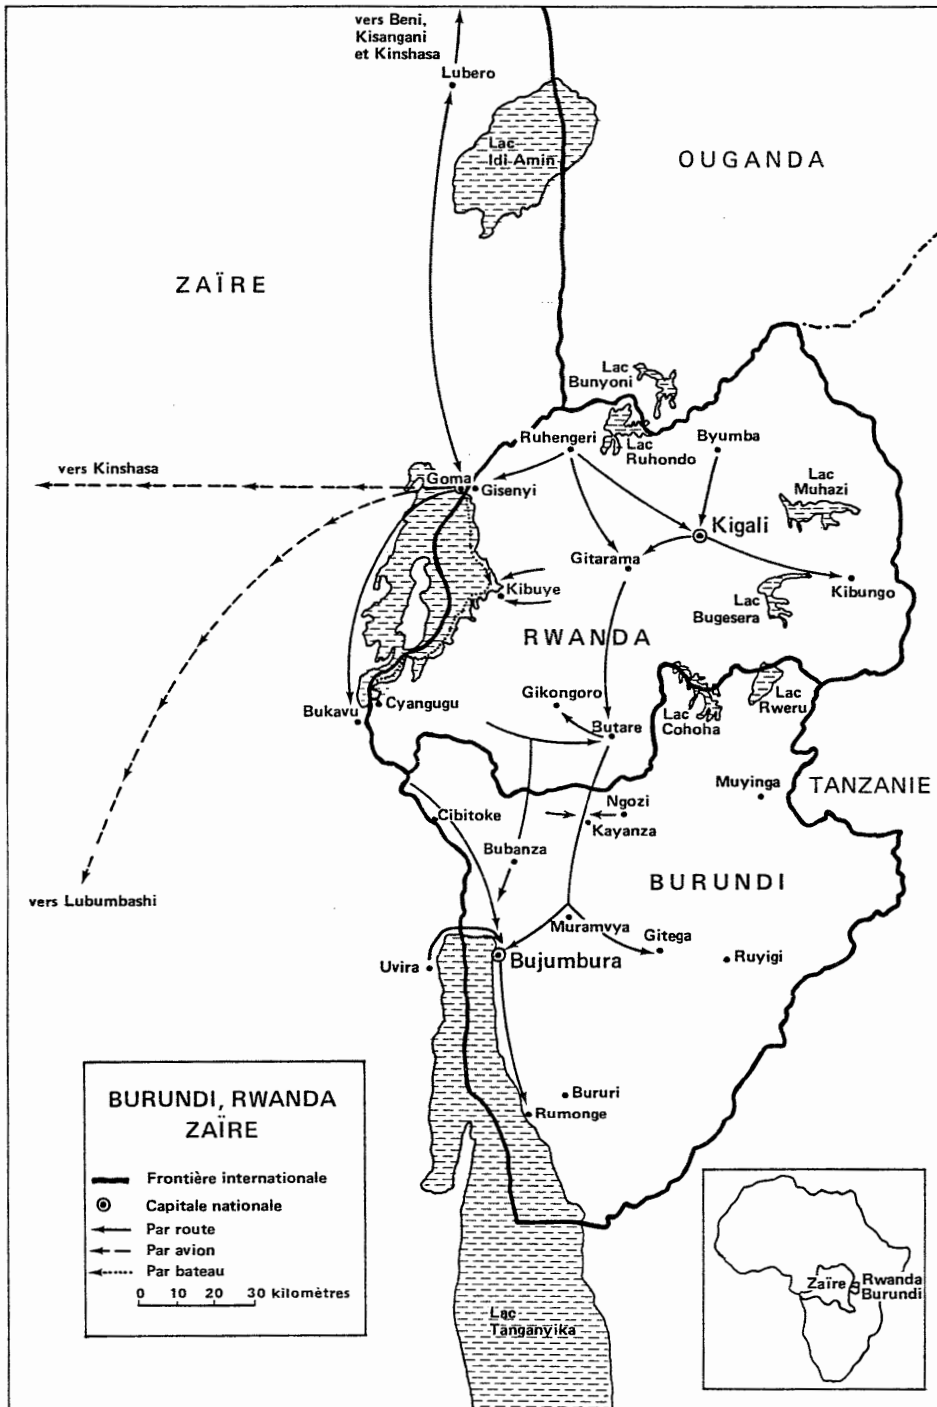 vers Beni,
Kisangani
et Kinshasa
Lubero
Lac
Idi-Amin
OUGANDA
ZAÏRE
Lac
Bunyoni
Ruhengeri
Lac
Ruhondo
Byumba
vers Kinshasa
Goma
Gisenyi
Lac
Muhazi
Kigali
Gitarama
Kibuye
Kibungo
Lac
Bugesera
RWANDA
Gikongoro
Bukavu
Cyangugu
Butare
Lac
Cohoha
Lac
Rweru
Muyinga
TANZANIE
Cibitoke
Ngozi
Kayanza
Bubanza
BURUNDI
vers Lubumbashi
Muramvya
Gitega
Uvira
Bujumbura
Ruyigi
Bururi
Rumonge
BURUNDI, RWANDA
ZAÏRE
Frontière internationale
Capitale nationale
Par route
Par avion
Par bateau
0 10 20 30 kilomètres
Lac
Tanganyika
Zaïre
Rwanda
Burundi